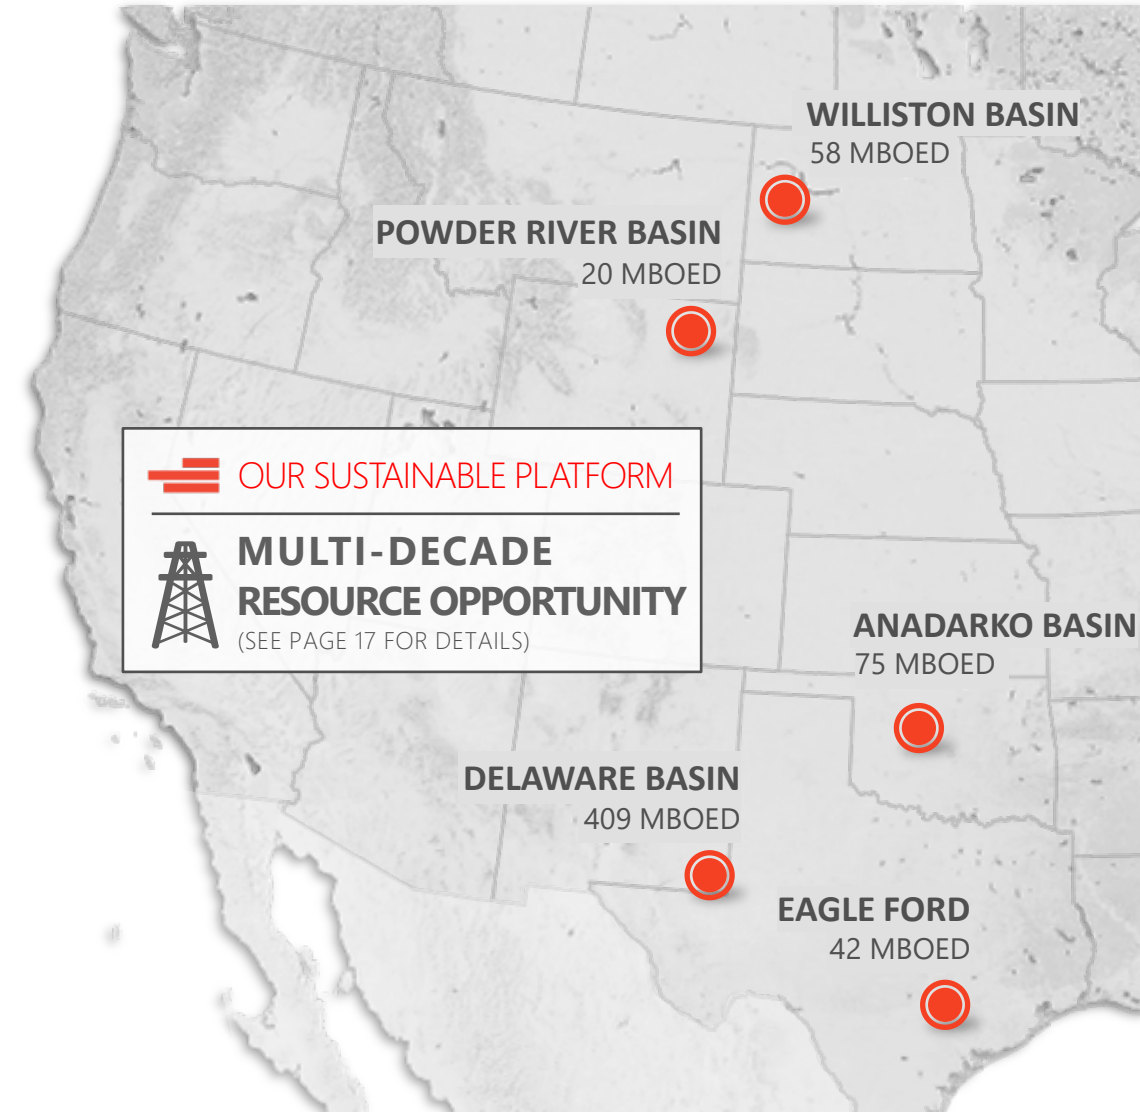 WILLISTON BASIN
58 MBOED
POWDER RIVER BASIN
20 MBOED
OUR SUSTAINABLE PLATFORM
MULTI-DECADE
RESOURCE OPPORTUNITY
(SEE PAGE 17 FOR DETAILS)
ANADARKO BASIN
75 MBOED
DELAWARE BASIN
409 MBOED
EAGLE FORD
42 MBOED